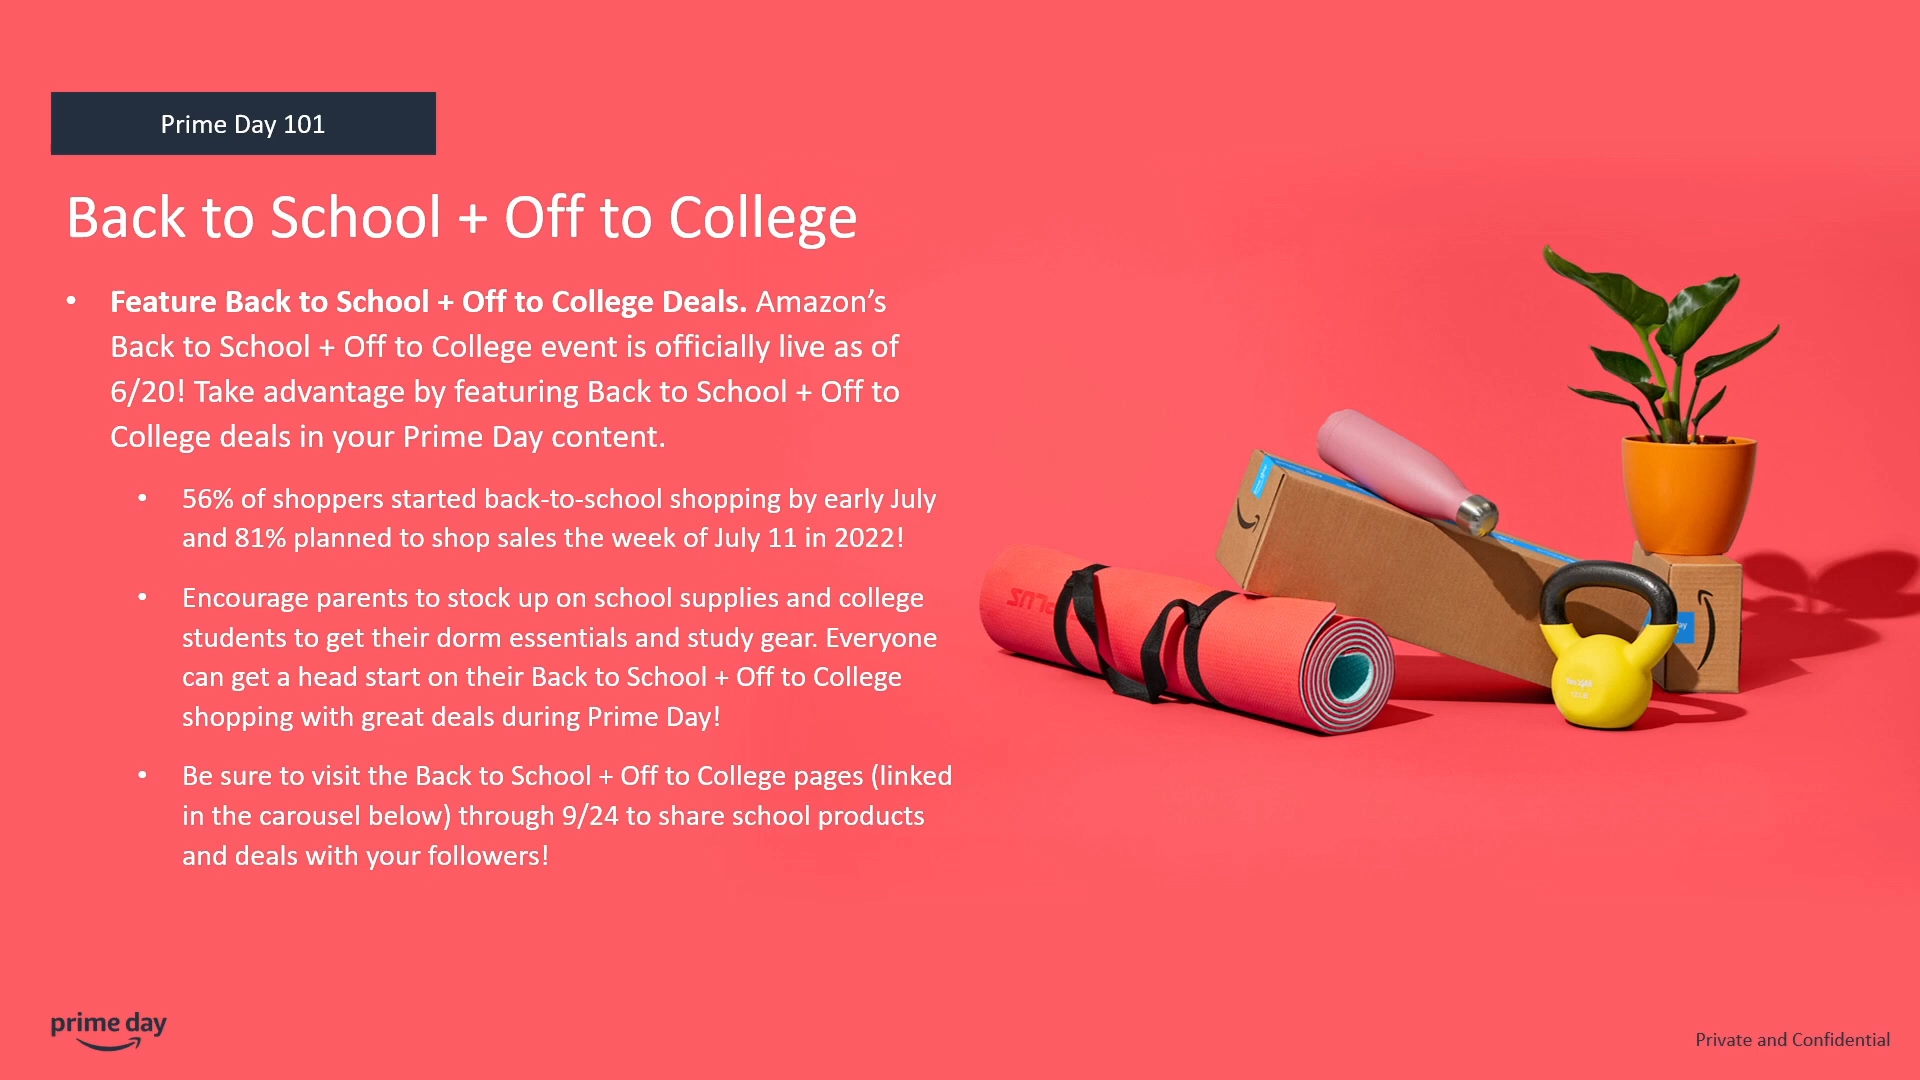 Prime Day 101
Back to School + Off to College
• Feature Back to School + Off to College Deals. Amazon’s
Back to School + Off to College event is officially live as of
6/20! Take advantage by featuring Back to School + Off to
College deals in your Prime Day content.
• 56% of shoppers started back-to-school shopping by early July
and 81% planned to shop sales the week of July 11 in 2022!
• Encourage parents to stock up on school supplies and college
students to get their dorm essentials and study gear. Everyone
can get a head start on their Back to School + Off to College
shopping with great deals during Prime Day!
• Be sure to visit the Back to School + Off to College pages (linked
in the carousel below) through 9/24 to share school products
and deals with your followers!
PLUS
prime day
Private and Confidential